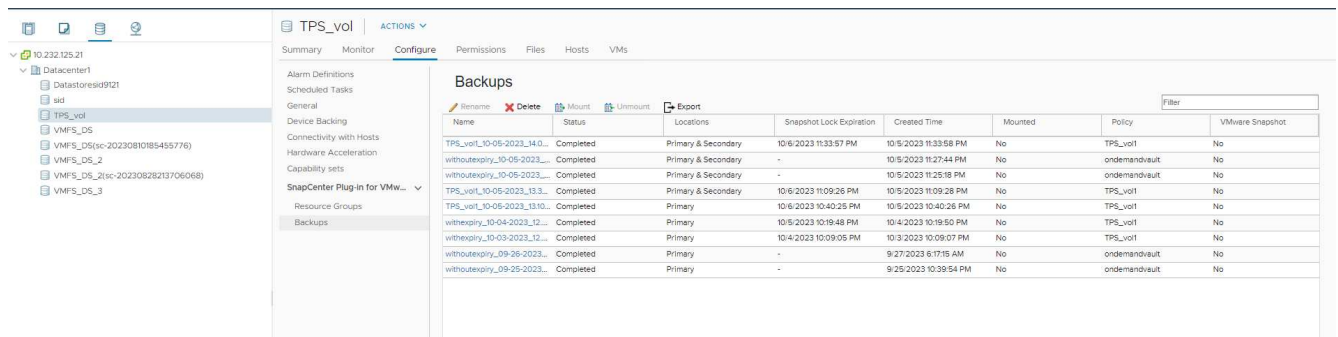 TPS_vol ACTIONS
Summary Monitor Configure Permissions Files Hosts VMs
10.232.125.21
Datacenter1
Datastoresid9121
sid
TPS_vol
VMFS_DS
VMFS_DS(sc-20230810185455776)
VMFS_DS_2
VMFS_DS_2(sc-20230828213706068)
VMFS_DS_3
Alarm Definitions
Scheduled Tasks
General
Device Backing
Connectivity with Hosts
Hardware Acceleration
Capability sets
SnapCenter Plug-in for VMw...
Resource Groups
Backups
Backups
Rename Delete Mount Unmount Export Filter
Name Status Locations Snapshot Lock Expiration Created Time Mounted Policy VMware Snapshot
TPS_vol1_10-05-2023_14.0... Completed Primary & Secondary 10/6/2023 11:33:57 PM 10/5/2023 11:33:58 PM No TPS_vol1 No
withoutexpiry_10-05-2023_... Completed Primary & Secondary - 10/5/2023 11:27:44 PM No ondemandvault No
withoutexpiry_10-05-2023_... Completed Primary & Secondary - 10/5/2023 11:25:18 PM No ondemandvault No
TPS_vol1_10-05-2023_13.3... Completed Primary & Secondary 10/6/2023 11:09:26 PM 10/5/2023 11:09:28 PM No TPS_vol1 No
TPS_vol1_10-05-2023_13.10... Completed Primary 10/6/2023 10:40:25 PM 10/5/2023 10:40:26 PM No TPS_vol1 No
withexpiry_10-04-2023_12.... Completed Primary 10/5/2023 10:19:48 PM 10/4/2023 10:19:50 PM No TPS_vol1 No
withexpiry_10-03-2023_12.... Completed Primary 10/4/2023 10:09:05 PM 10/3/2023 10:09:07 PM No TPS_vol1 No
withoutexpiry_09-26-2023... Completed Primary - 9/27/2023 6:17:15 AM No ondemandvault No
withoutexpiry_09-25-2023... Completed Primary - 9/25/2023 10:39:54 PM No ondemandvault No